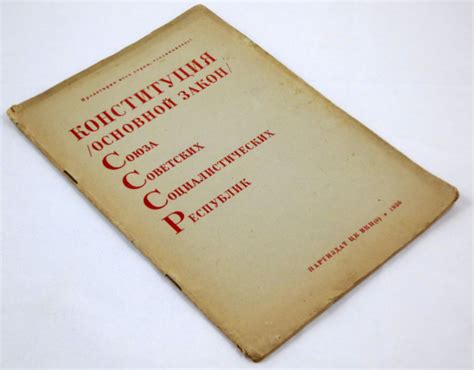 Пролетарии всех стран, соединяйтесь!
КОНСТИТУЦИЯ
/ОСНОВНОЙ ЗАКОН/
СОЮЗА
СОВЕТСКИХ
СОЦИАЛИСТИЧЕСКИХ
РЕСПУБЛИК
ПАРТИЗДАТ ЦК ВКП(б) • 1936